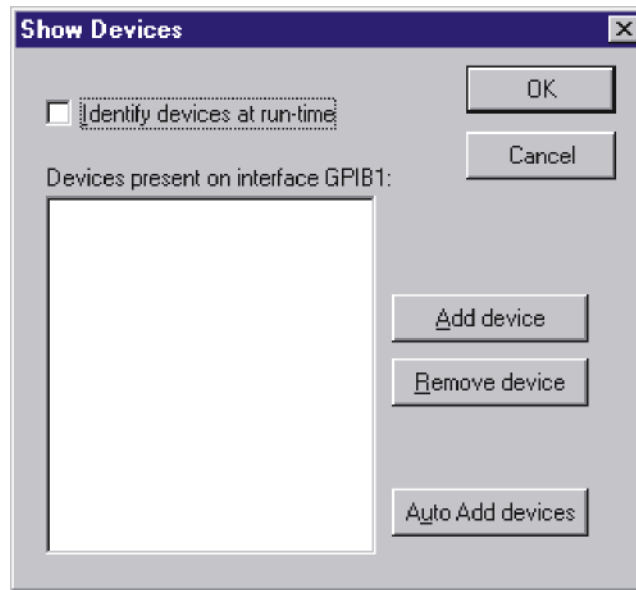 Show Devices
OK
Identify devices at run-time
Cancel
Devices present on interface GPIB1:
Add device
Remove device
Auto Add devices